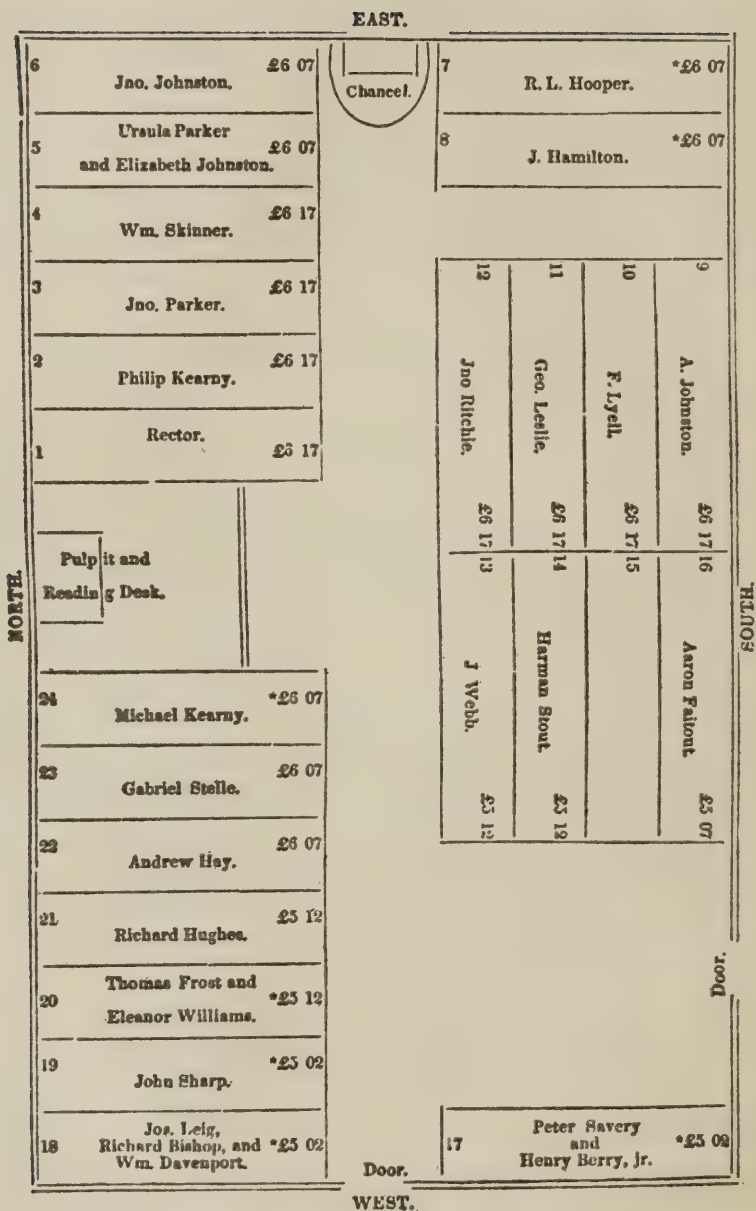 EAST.
6 Jno. Johnston. £6 07
5 Ursula Parker
and Elizabeth Johnston. £6 07
4 Wm. Skinner. £6 17
3 Jno. Parker. £6 17
2 Philip Kearny. £6 17
1 Rector. £6 17
Pulpit and
Reading Desk.
NORTH.
24 Michael Kearny. *£6 07
23 Gabriel Stelle. £6 07
22 Andrew Hay. £6 07
21 Richard Hughes. £5 12
20 Thomas Frost and
Eleanor Williams. *£5 12
19 John Sharp. *£5 02
18 Jos. Leig,
Richard Bishop, and
Wm. Davenport. *£5 02
Chancel.
7 R. L. Hooper. *£6 07
8 J. Hamilton. *£6 07
9 A. Johnston. £6 17
10 F. Lyell. £6 17
11 Geo. Leslie. £6 17
12 Jno Ritchie. £6 17
13 J Webb. £5 12
14 Harman Stout. £5 12
15
16 Aaron Faitout. £5 07
SOUTH
Door.
17 Peter Savery
and
Henry Berry, jr. *£5 02
Door.
WEST.